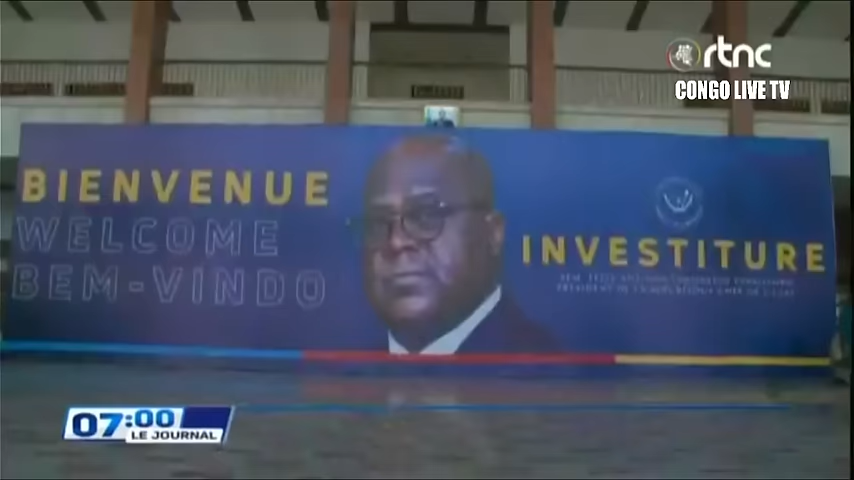 rtnc
CONGO LIVE TV
BIENVENUE
WELCOME
BEM-VINDO
INVESTITURE
07:00
LE JOURNAL